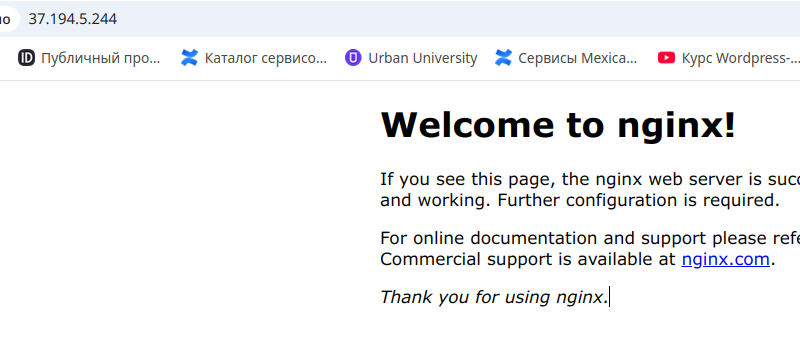 но 37.194.5.244
Публичный про... Каталог сервисо... Urban University Сервисы Mexica... Курс Wordpress-...
Welcome to nginx!
If you see this page, the nginx web server is succ
and working. Further configuration is required.
For online documentation and support please refe
Commercial support is available at nginx.com.
Thank you for using nginx.